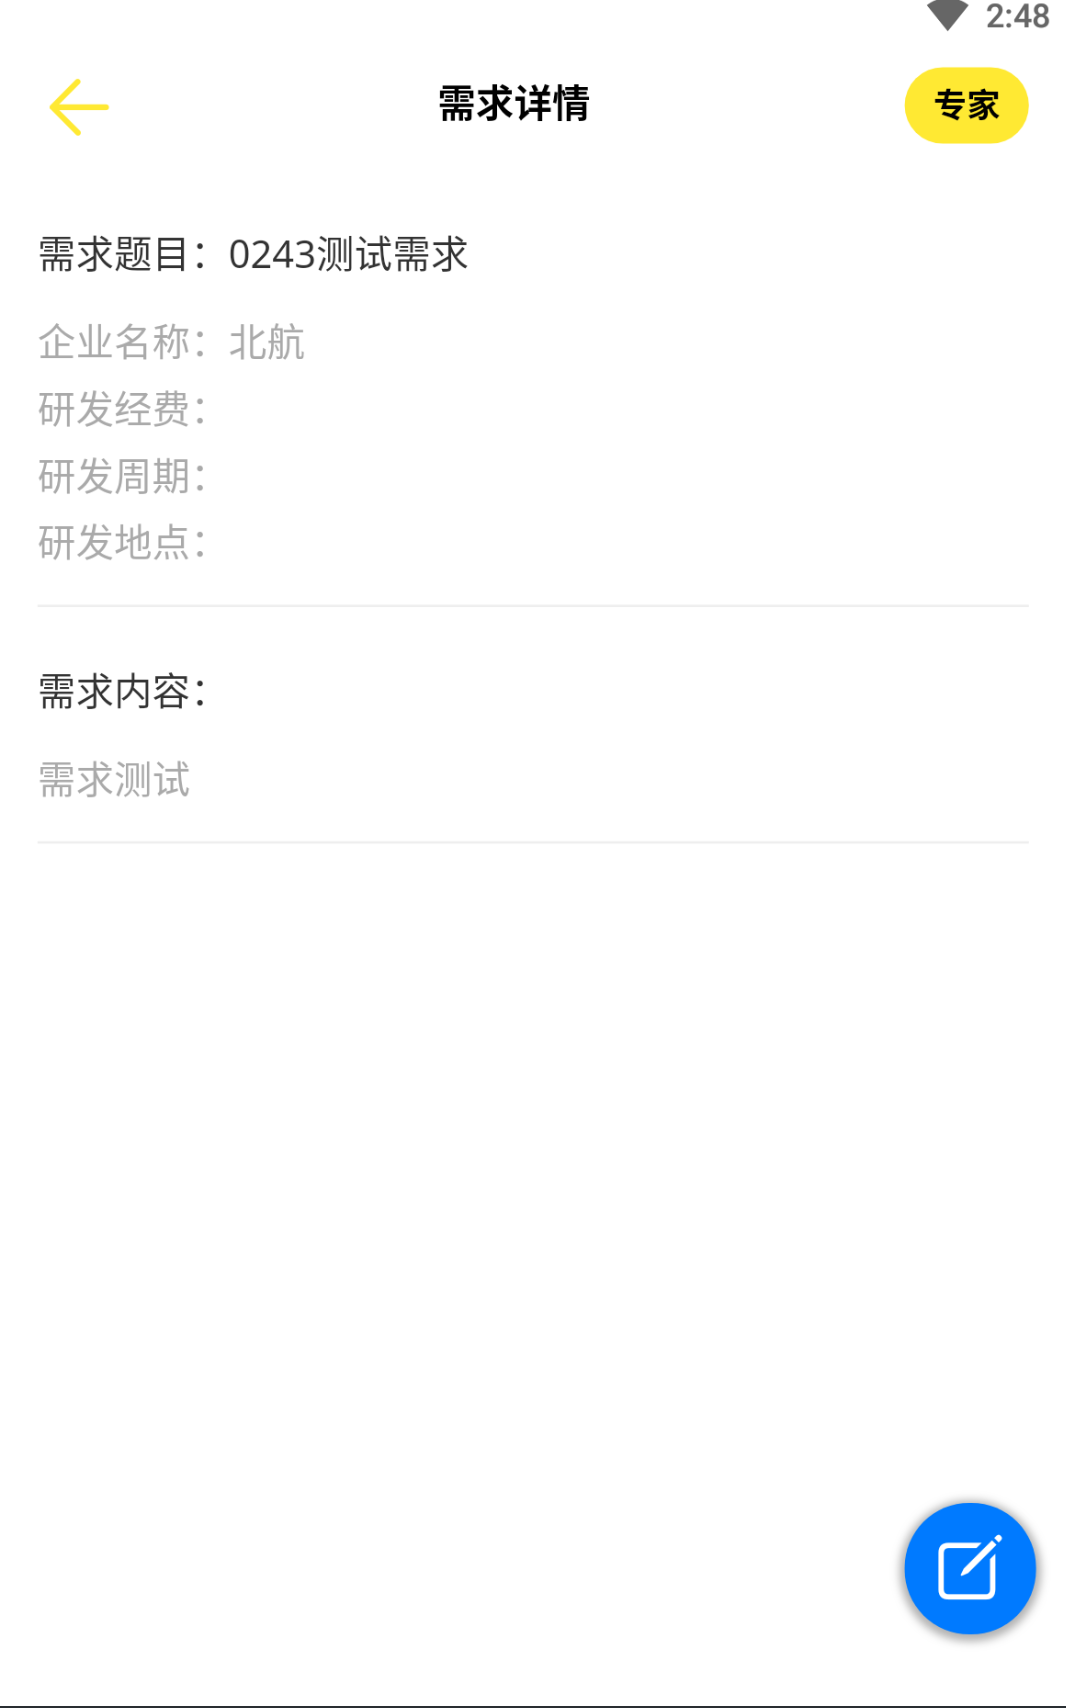 2:48
需求详情
专家
需求题目：0243测试需求
企业名称：北航
研发经费：
研发周期：
研发地点：
需求内容：
需求测试